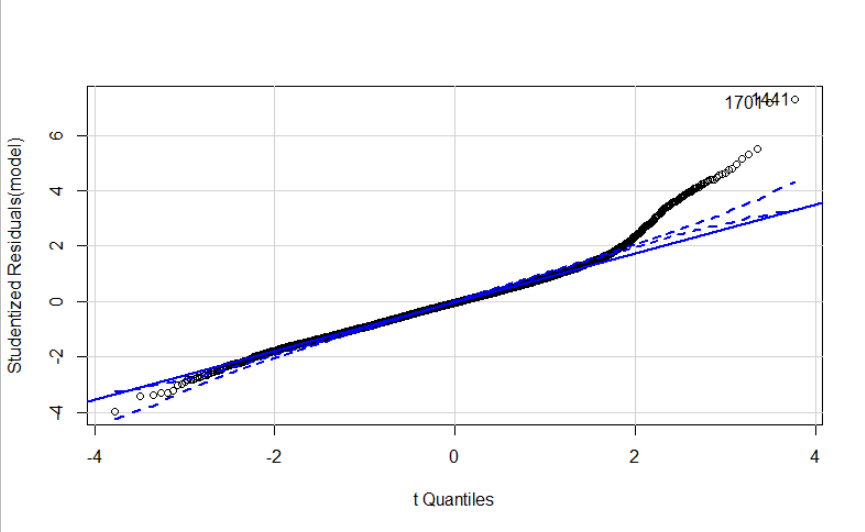 1701 1441
6
4
2
0
-2
-4
Studentized Residuals(model)
-4 -2 0 2 4
t Quantiles